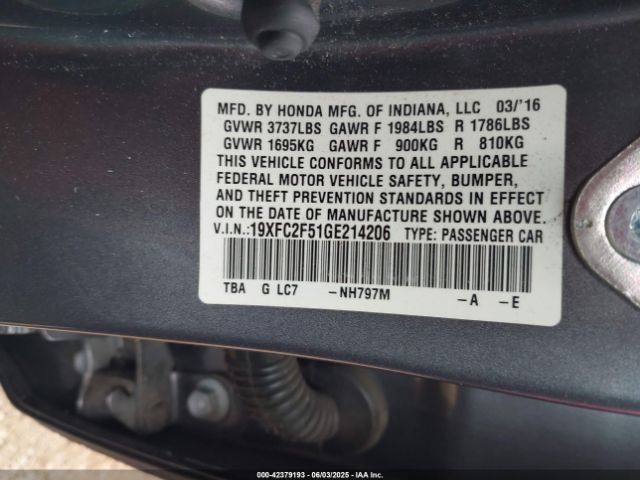 MFD. BY HONDA MFG. OF INDIANA, LLC 03/'16
GVWR 3737LBS GAWR F 1984LBS R 1786LBS
GVWR 1695KG GAWR F 900KG R 810KG
THIS VEHICLE CONFORMS TO ALL APPLICABLE
FEDERAL MOTOR VEHICLE SAFETY, BUMPER,
AND THEFT PREVENTION STANDARDS IN EFFECT
ON THE DATE OF MANUFACTURE SHOWN ABOVE.
V.I.N.:19XFC2F51GE214206 TYPE: PASSENGER CAR
TBA G LC7 -NH797M -A -E
000-42379193 - 06/03/2025 - IAA Inc.